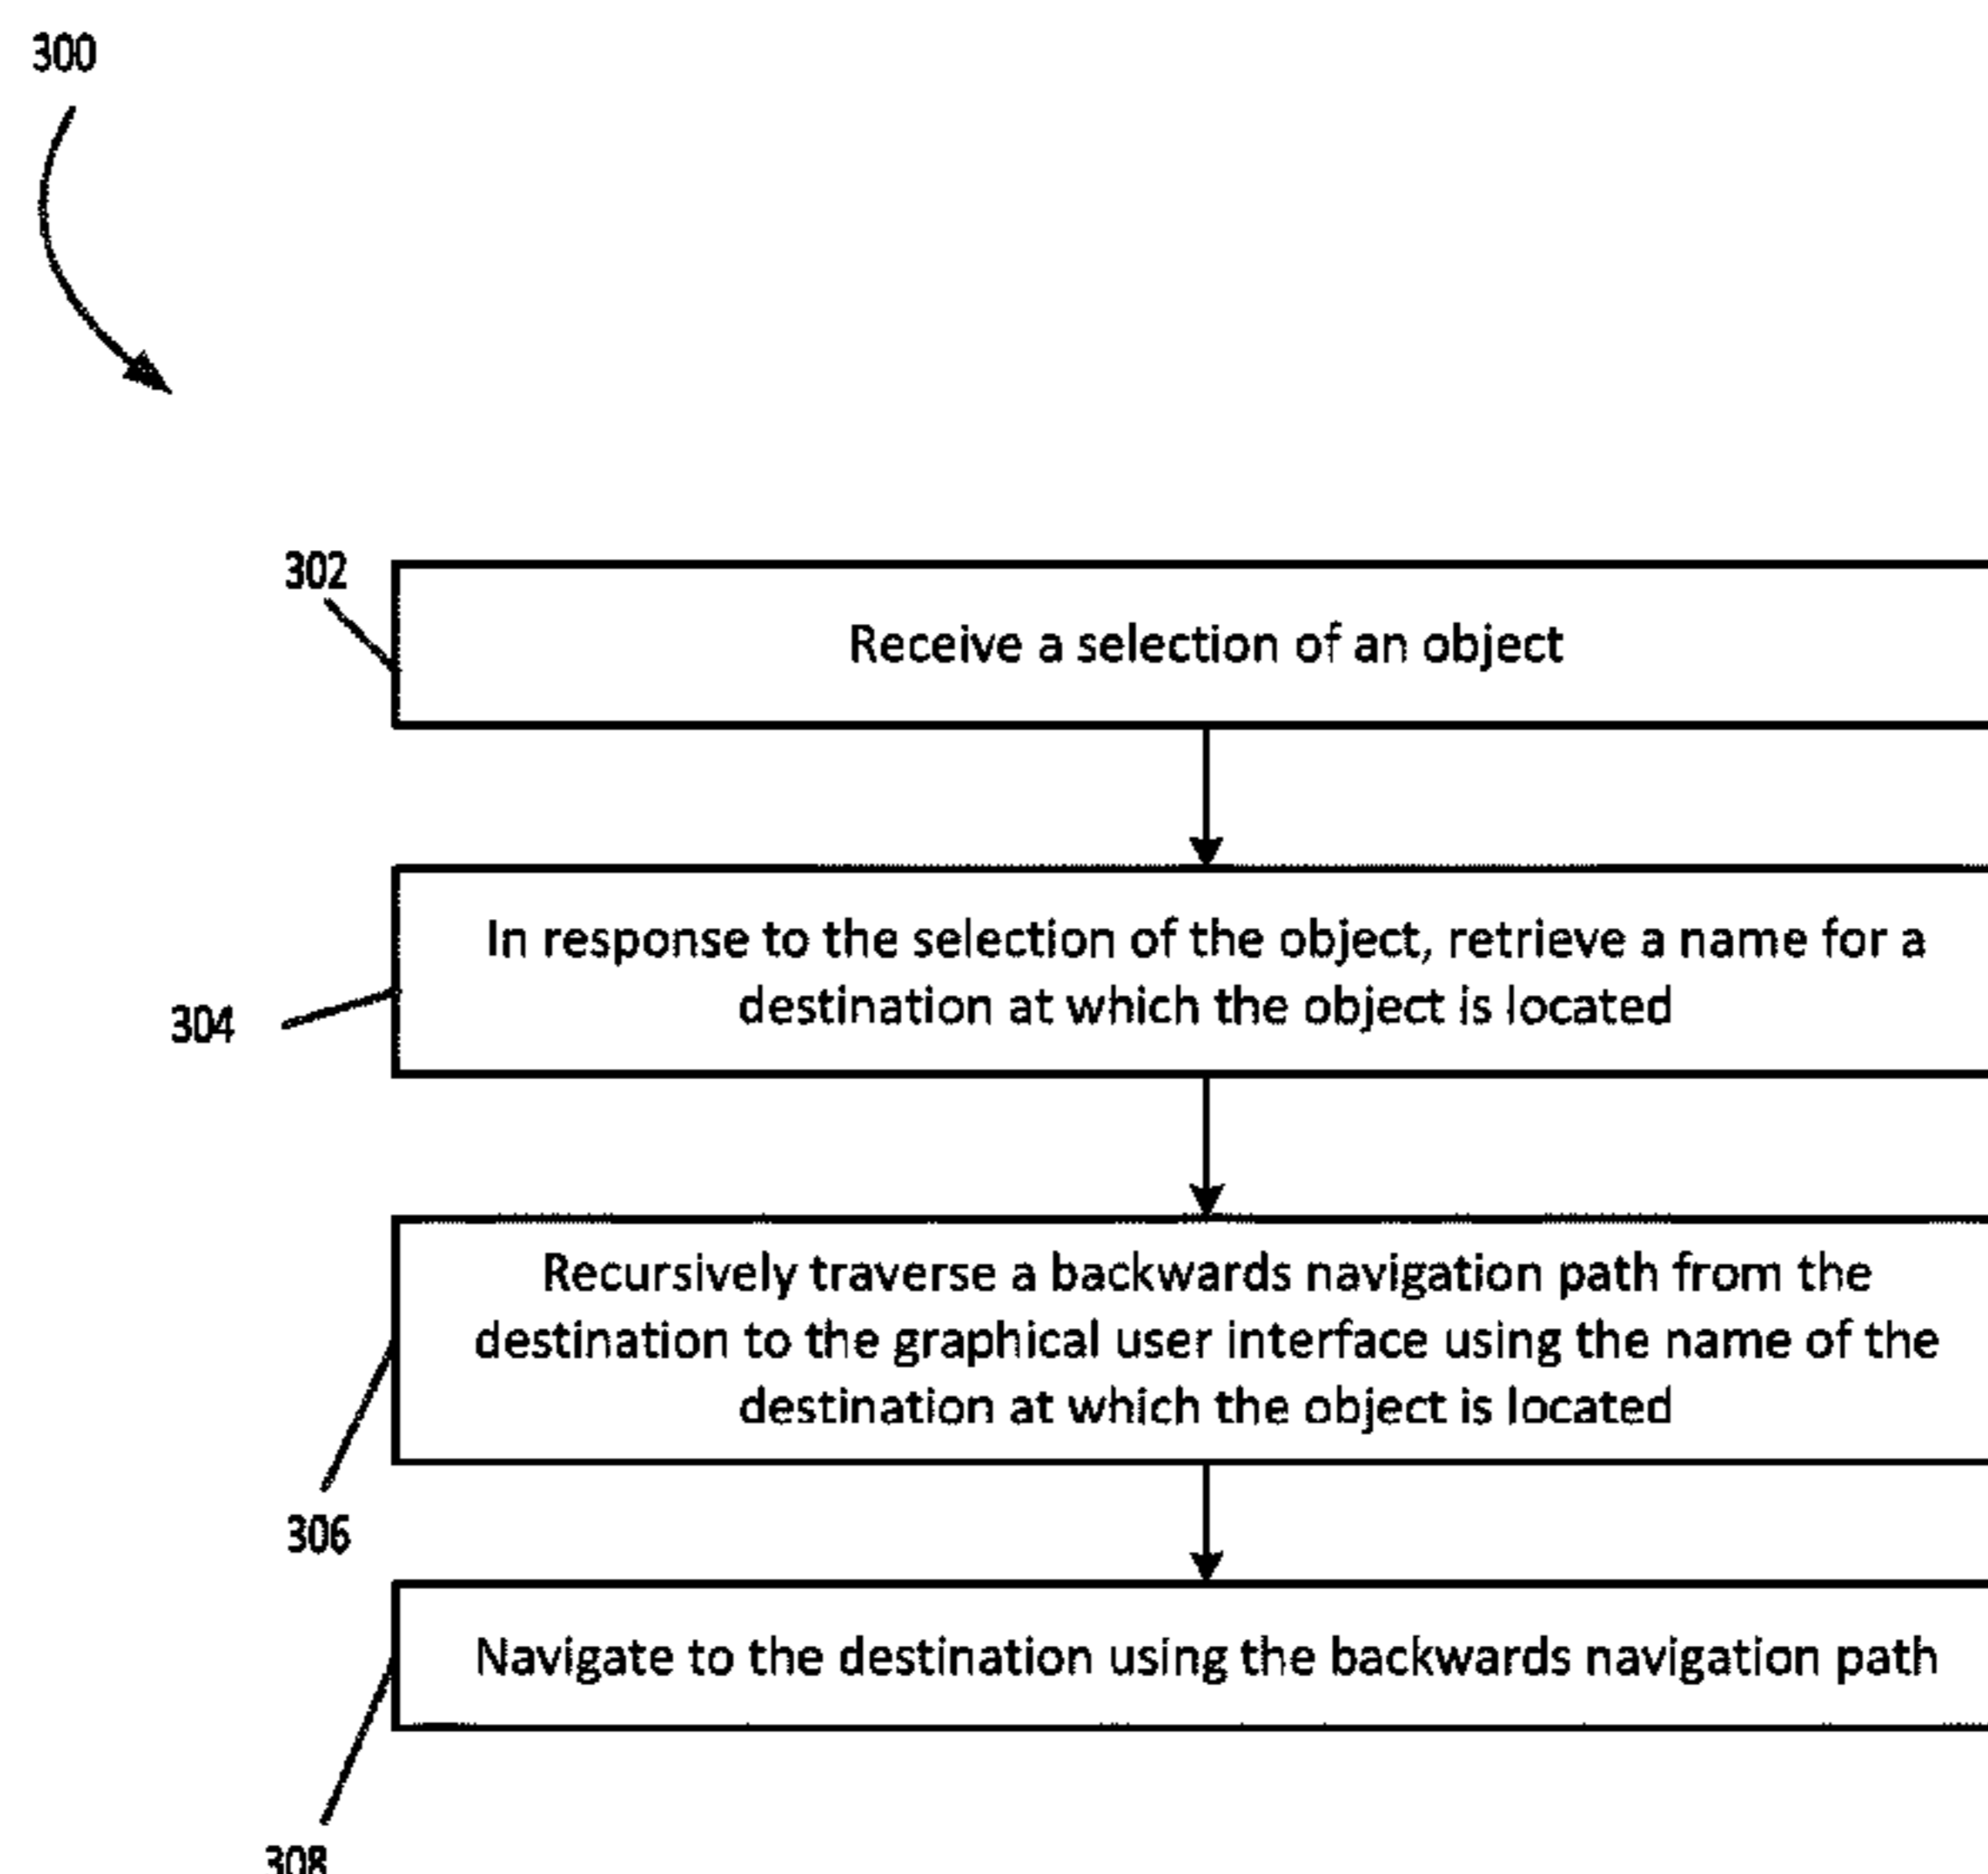 300
302
Receive a selection of an object
In response to the selection of the object, retrieve a name for a
destination at which the object is located
304
Recursively traverse a backwards navigation path from the
destination to the graphical user interface using the name of the
destination at which the object is located
306
Navigate to the destination using the backwards navigation path
308